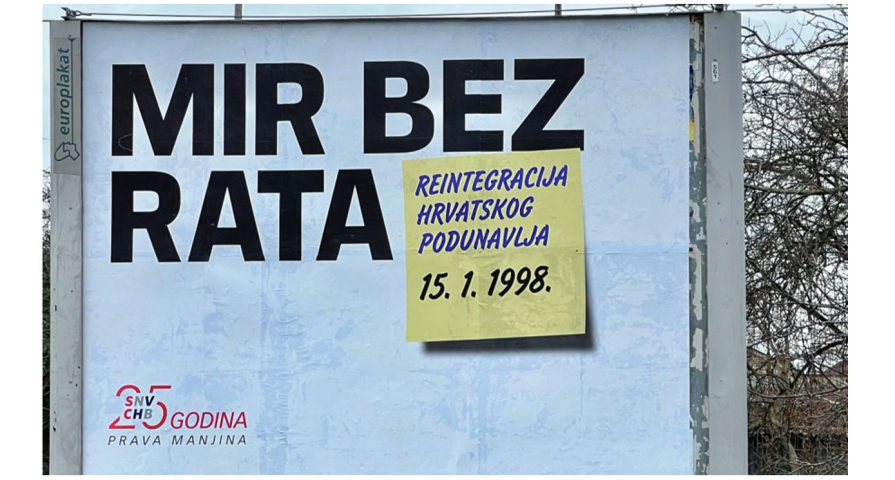 europlakat
MIR BEZ
RATA
REINTEGRACIJA
HRVATSKOG
PODUNAVLJA
15. 1. 1998.
25
SNV
CHB
GODINA
PRAVA MANJINA